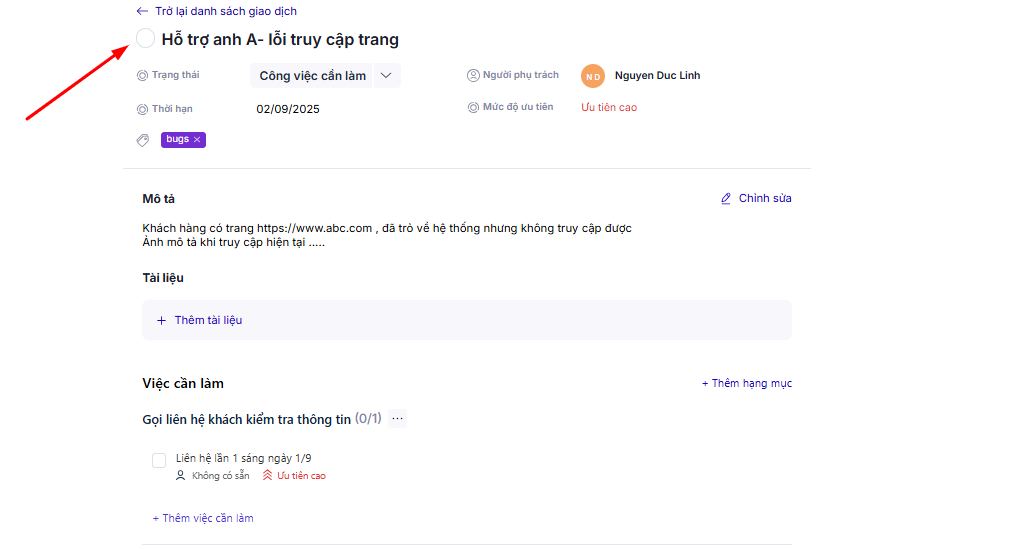 Trở lại danh sách giao dịch
Hỗ trợ anh A- lỗi truy cập trang
Trạng thái
Công việc cần làm
Người phụ trách
ND
Nguyen Duc Linh
Thời hạn
02/09/2025
Mức độ ưu tiên
Ưu tiên cao
bugs ×
Mô tả
Chỉnh sửa
Khách hàng có trang https://www.abc.com , đã trỏ về hệ thống nhưng không truy cập được
Ảnh mô tả khi truy cập hiện tại .....
Tài liệu
+ Thêm tài liệu
Việc cần làm
+ Thêm hạng mục
Gọi liên hệ khách kiểm tra thông tin (0/1) ...
Liên hệ lần 1 sáng ngày 1/9
Không có sẵn
Ưu tiên cao
+ Thêm việc cần làm